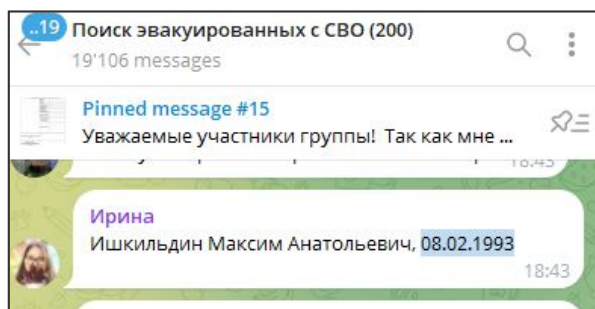 ..19
Поиск эвакуированных с СВО (200)
19'106 messages
Pinned message #15
Уважаемые участники группы! Так как мне ...
18:43
Ирина
Ишкильдин Максим Анатольевич, 08.02.1993
18:43